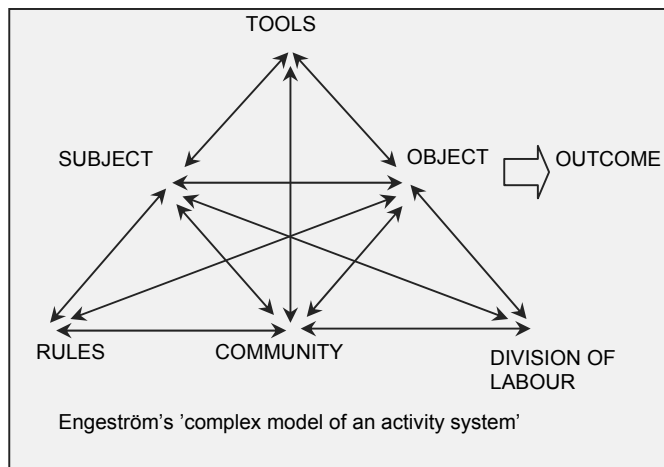 TOOLS
SUBJECT
OBJECT
OUTCOME
RULES
COMMUNITY
DIVISION OF
LABOUR
Engeström’s ’complex model of an activity system’